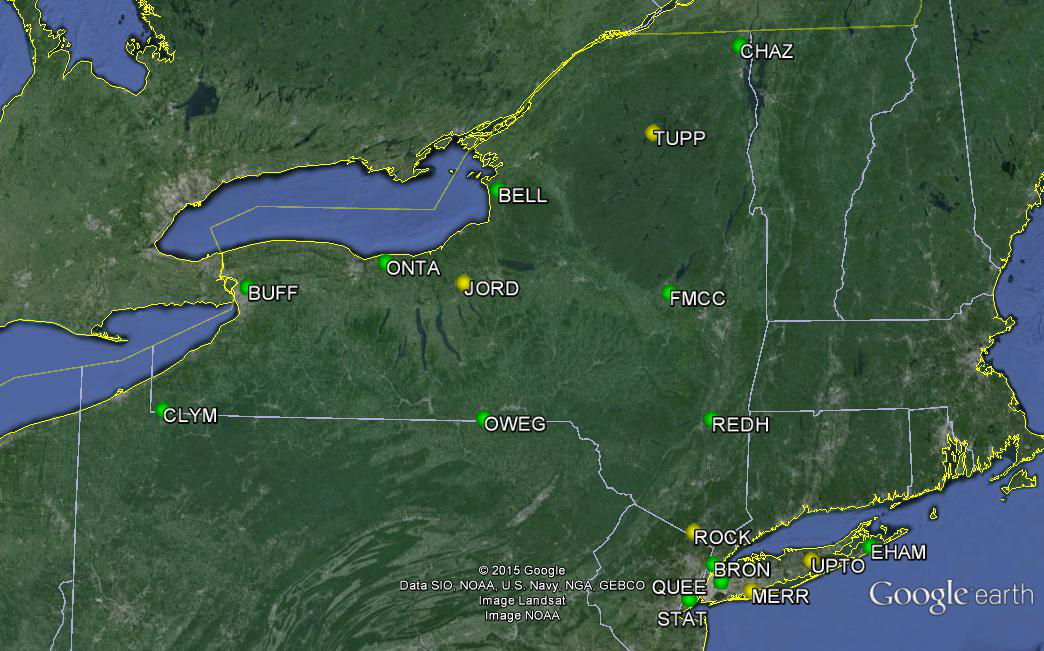 CHAZ
TUPP
BELL
ONTA
JORD
BUFF
FMCC
CLYM
OWEG
REDH
ROCK
EHAM
UPTO
BRON
QUEE
MERR
STAT
© 2015 Google
Data SIO, NOAA, U.S. Navy, NGA, GEBCO
Image Landsat
Image NOAA
Google earth